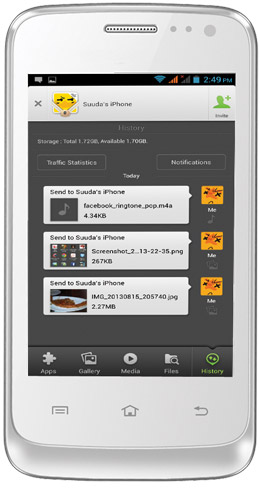 2:49PM
Suuda's iPhone
Invite
History
Storage : Total 1.72GB, Available 1.70GB.
Traffic Statistics
Notifications
Today
Send to Suuda's iPhone
facebook_ringtone_pop.m4a
4.34KB
Me
Send to Suuda's iPhone
Screenshot_2...13-22-35.png
267KB
Me
Send to Suuda's iPhone
IMG_20130815_205740.jpg
2.27MB
Me
Apps
Gallery
Media
Files
History